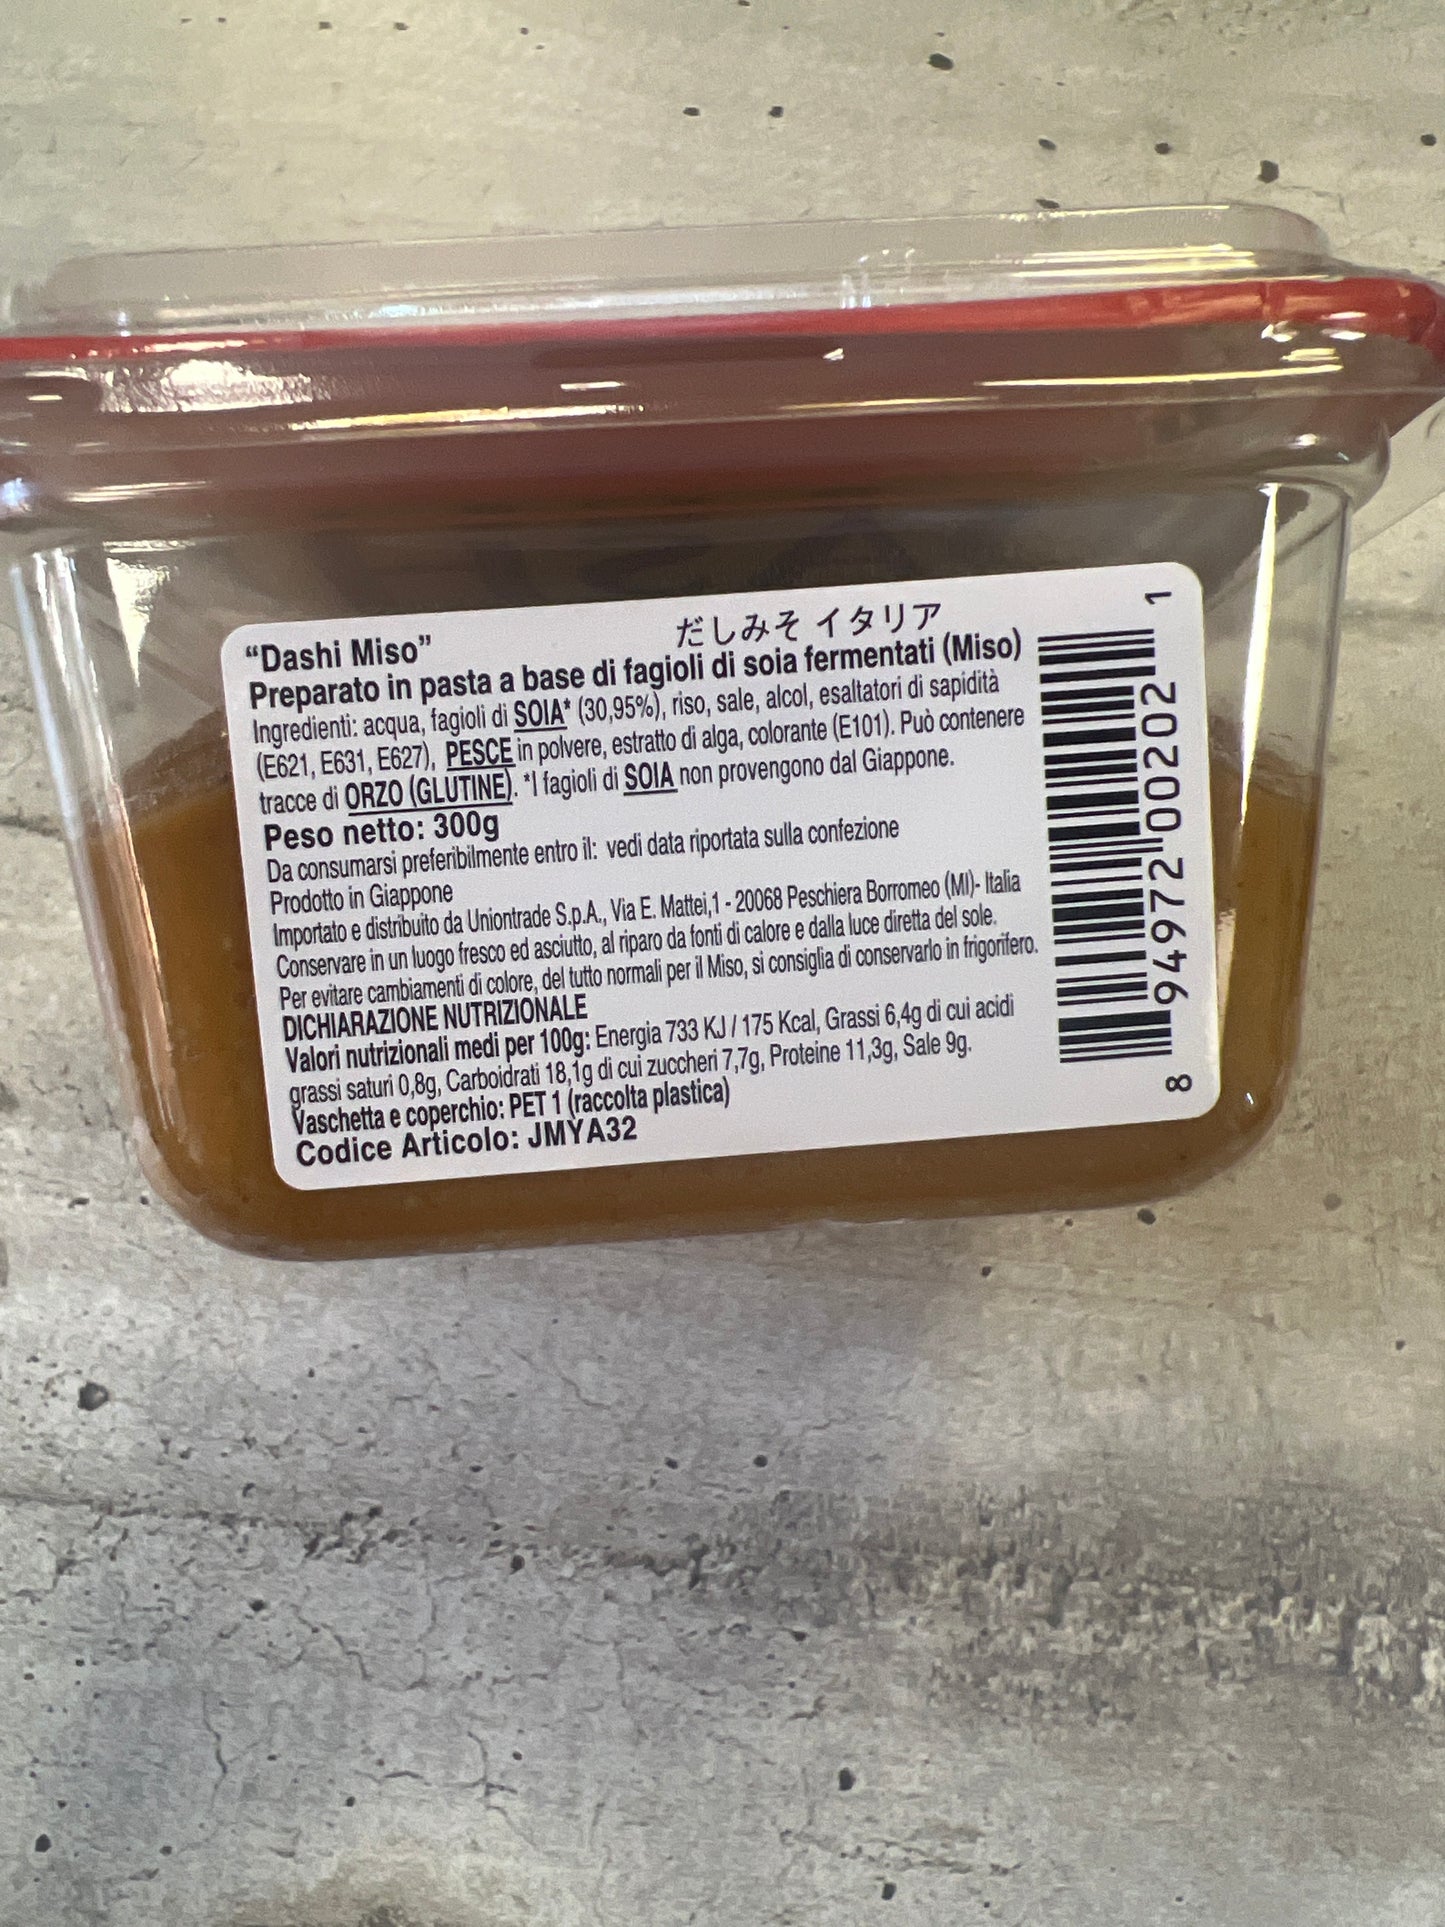 “Dashi Miso” だしみそ イタリア
Preparato in pasta a base di fagioli di soia fermentati (Miso)
Ingredienti: acqua, fagioli di SOIA* (30,95%), riso, sale, alcol, esaltatori di sapidità
(E621, E631, E627), PESCE in polvere, estratto di alga, colorante (E101). Può contenere
tracce di ORZO (GLUTINE). *I fagioli di SOIA non provengono dal Giappone.
Peso netto: 300g
Da consumarsi preferibilmente entro il: vedi data riportata sulla confezione
Prodotto in Giappone
Importato e distribuito da Uniontrade S.p.A., Via E. Mattei,1 - 20068 Peschiera Borromeo (MI)- Italia
Conservare in un luogo fresco ed asciutto, al riparo da fonti di calore e dalla luce diretta del sole.
Per evitare cambiamenti di colore, del tutto normali per il Miso, si consiglia di conservarlo in frigorifero.
DICHIARAZIONE NUTRIZIONALE
Valori nutrizionali medi per 100g: Energia 733 KJ / 175 Kcal, Grassi 6,4g di cui acidi
grassi saturi 0,8g, Carboidrati 18,1g di cui zuccheri 7,7g, Proteine 11,3g, Sale 9g.
Vaschetta e coperchio: PET 1 (raccolta plastica)
Codice Articolo: JMYA32
8 94972 00202 1